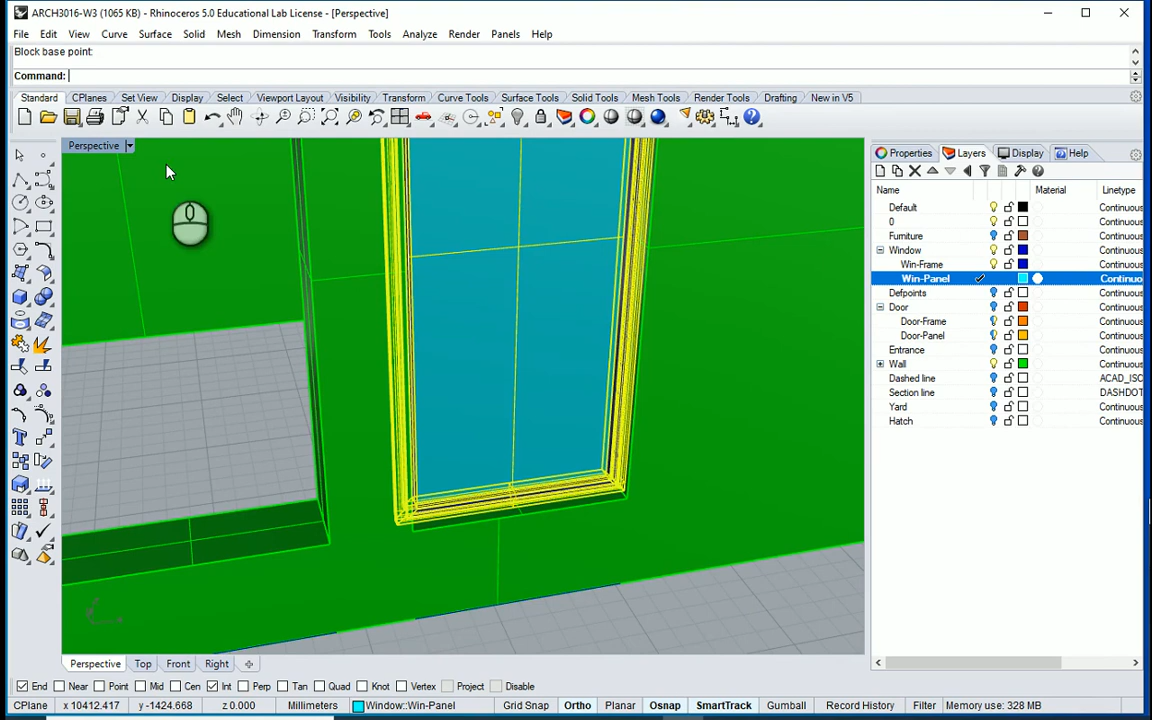 ARCH3016-W3 (1065 KB) - Rhinoceros 5.0 Educational Lab License - [Perspective]
File Edit View Curve Surface Solid Mesh Dimension Transform Tools Analyze Render Panels Help
Block base point:
Command:
Standard CPlanes Set View Display Select Viewport Layout Visibility Transform Curve Tools Surface Tools Solid Tools Mesh Tools Render Tools Drafting New in V5
Perspective
Properties Layers Display Help
Name Material Linetype
Default Continuous
0 Continuous
Furniture Continuous
Window Continuous
Win-Frame Continuous
Win-Panel Continuo
Defpoints Continuous
Door Continuous
Door-Frame Continuous
Door-Panel Continuous
Entrance Continuous
Wall Continuous
Dashed line ACAD_ISO
Section line DASHDOT
Yard Continuous
Hatch Continuous
Perspective Top Front Right
End Near Point Mid Cen Int Perp Tan Quad Knot Vertex Project Disable
CPlane x 10412.417 y -1424.668 z 0.000 Millimeters Window::Win-Panel Grid Snap Ortho Planar Osnap SmartTrack Gumball Record History Filter Memory use: 328 MB